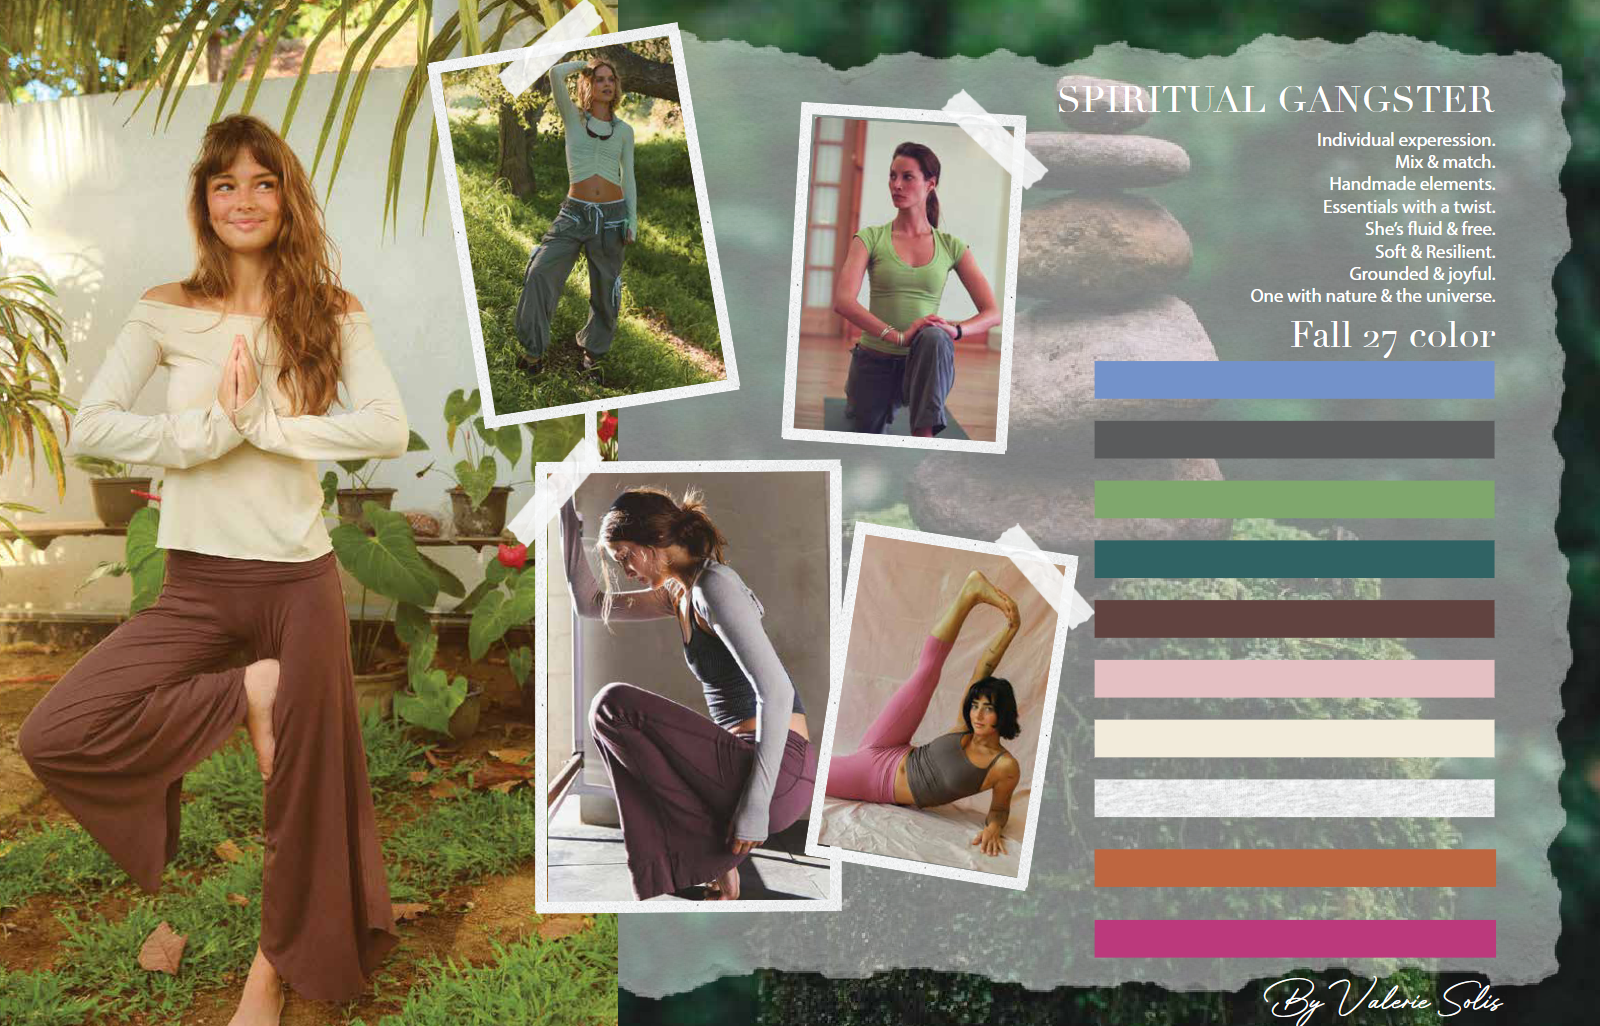 SPIRITUAL GANGSTER
Individual experession.
Mix & match.
Handmade elements.
Essentials with a twist.
She's fluid & free.
Soft & Resilient.
Grounded & joyful.
One with nature & the universe.
Fall 27 color
By Valerie Solis